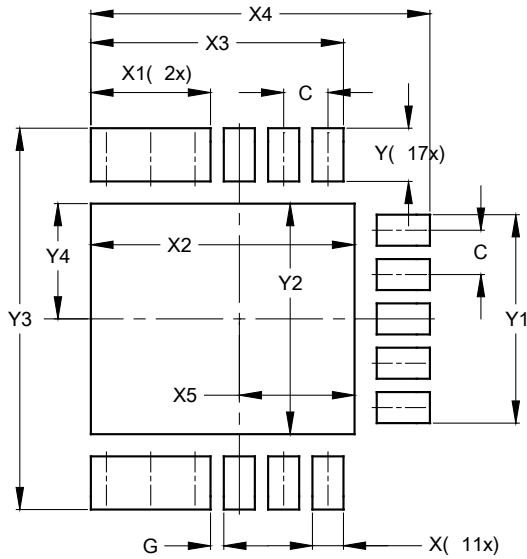 X4
X3
X1( 2x)
C
Y( 17x)
Y4
X2
C
Y2
Y3
Y1
X5
G
X( 11x)